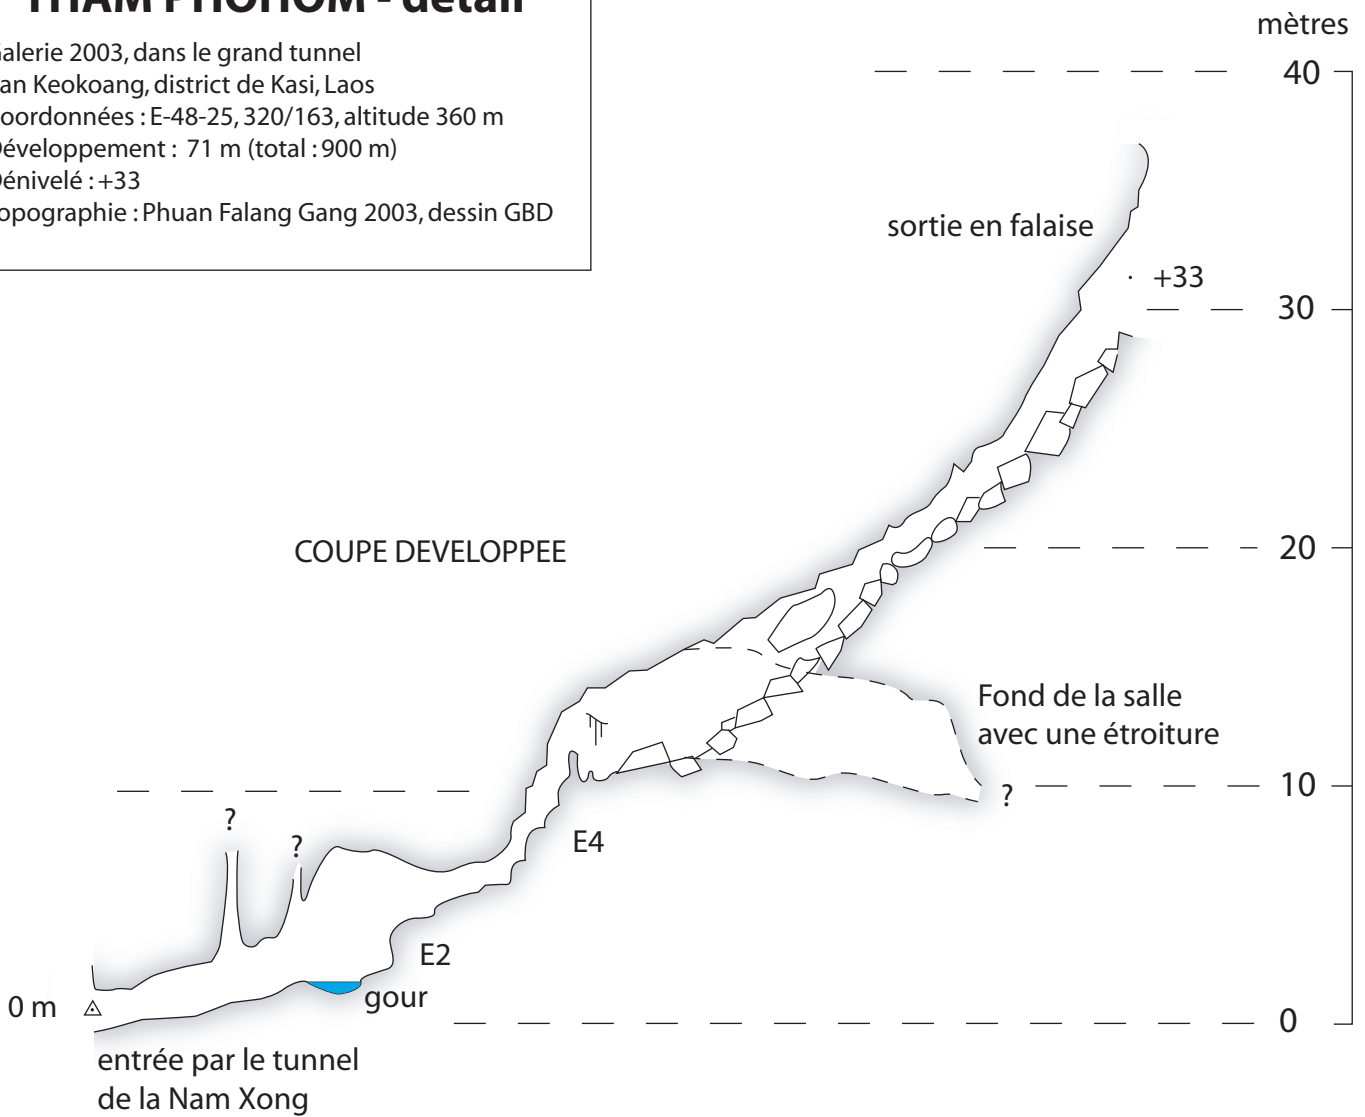 THAM PHOHOM - détail
alerie 2003, dans le grand tunnel
an Keokoang, district de Kasi, Laos
oordonnées : E-48-25, 320/163, altitude 360 m
éveloppement : 71 m (total : 900 m)
énivelé : +33
opographie : Phuan Falang Gang 2003, dessin GBD
mètres
40
sortie en falaise
+33
30
COUPE DEVELOPPEE
20
Fond de la salle
avec une étroiture
10
?
?
?
E4
E2
gour
0 m
0
entrée par le tunnel
de la Nam Xong